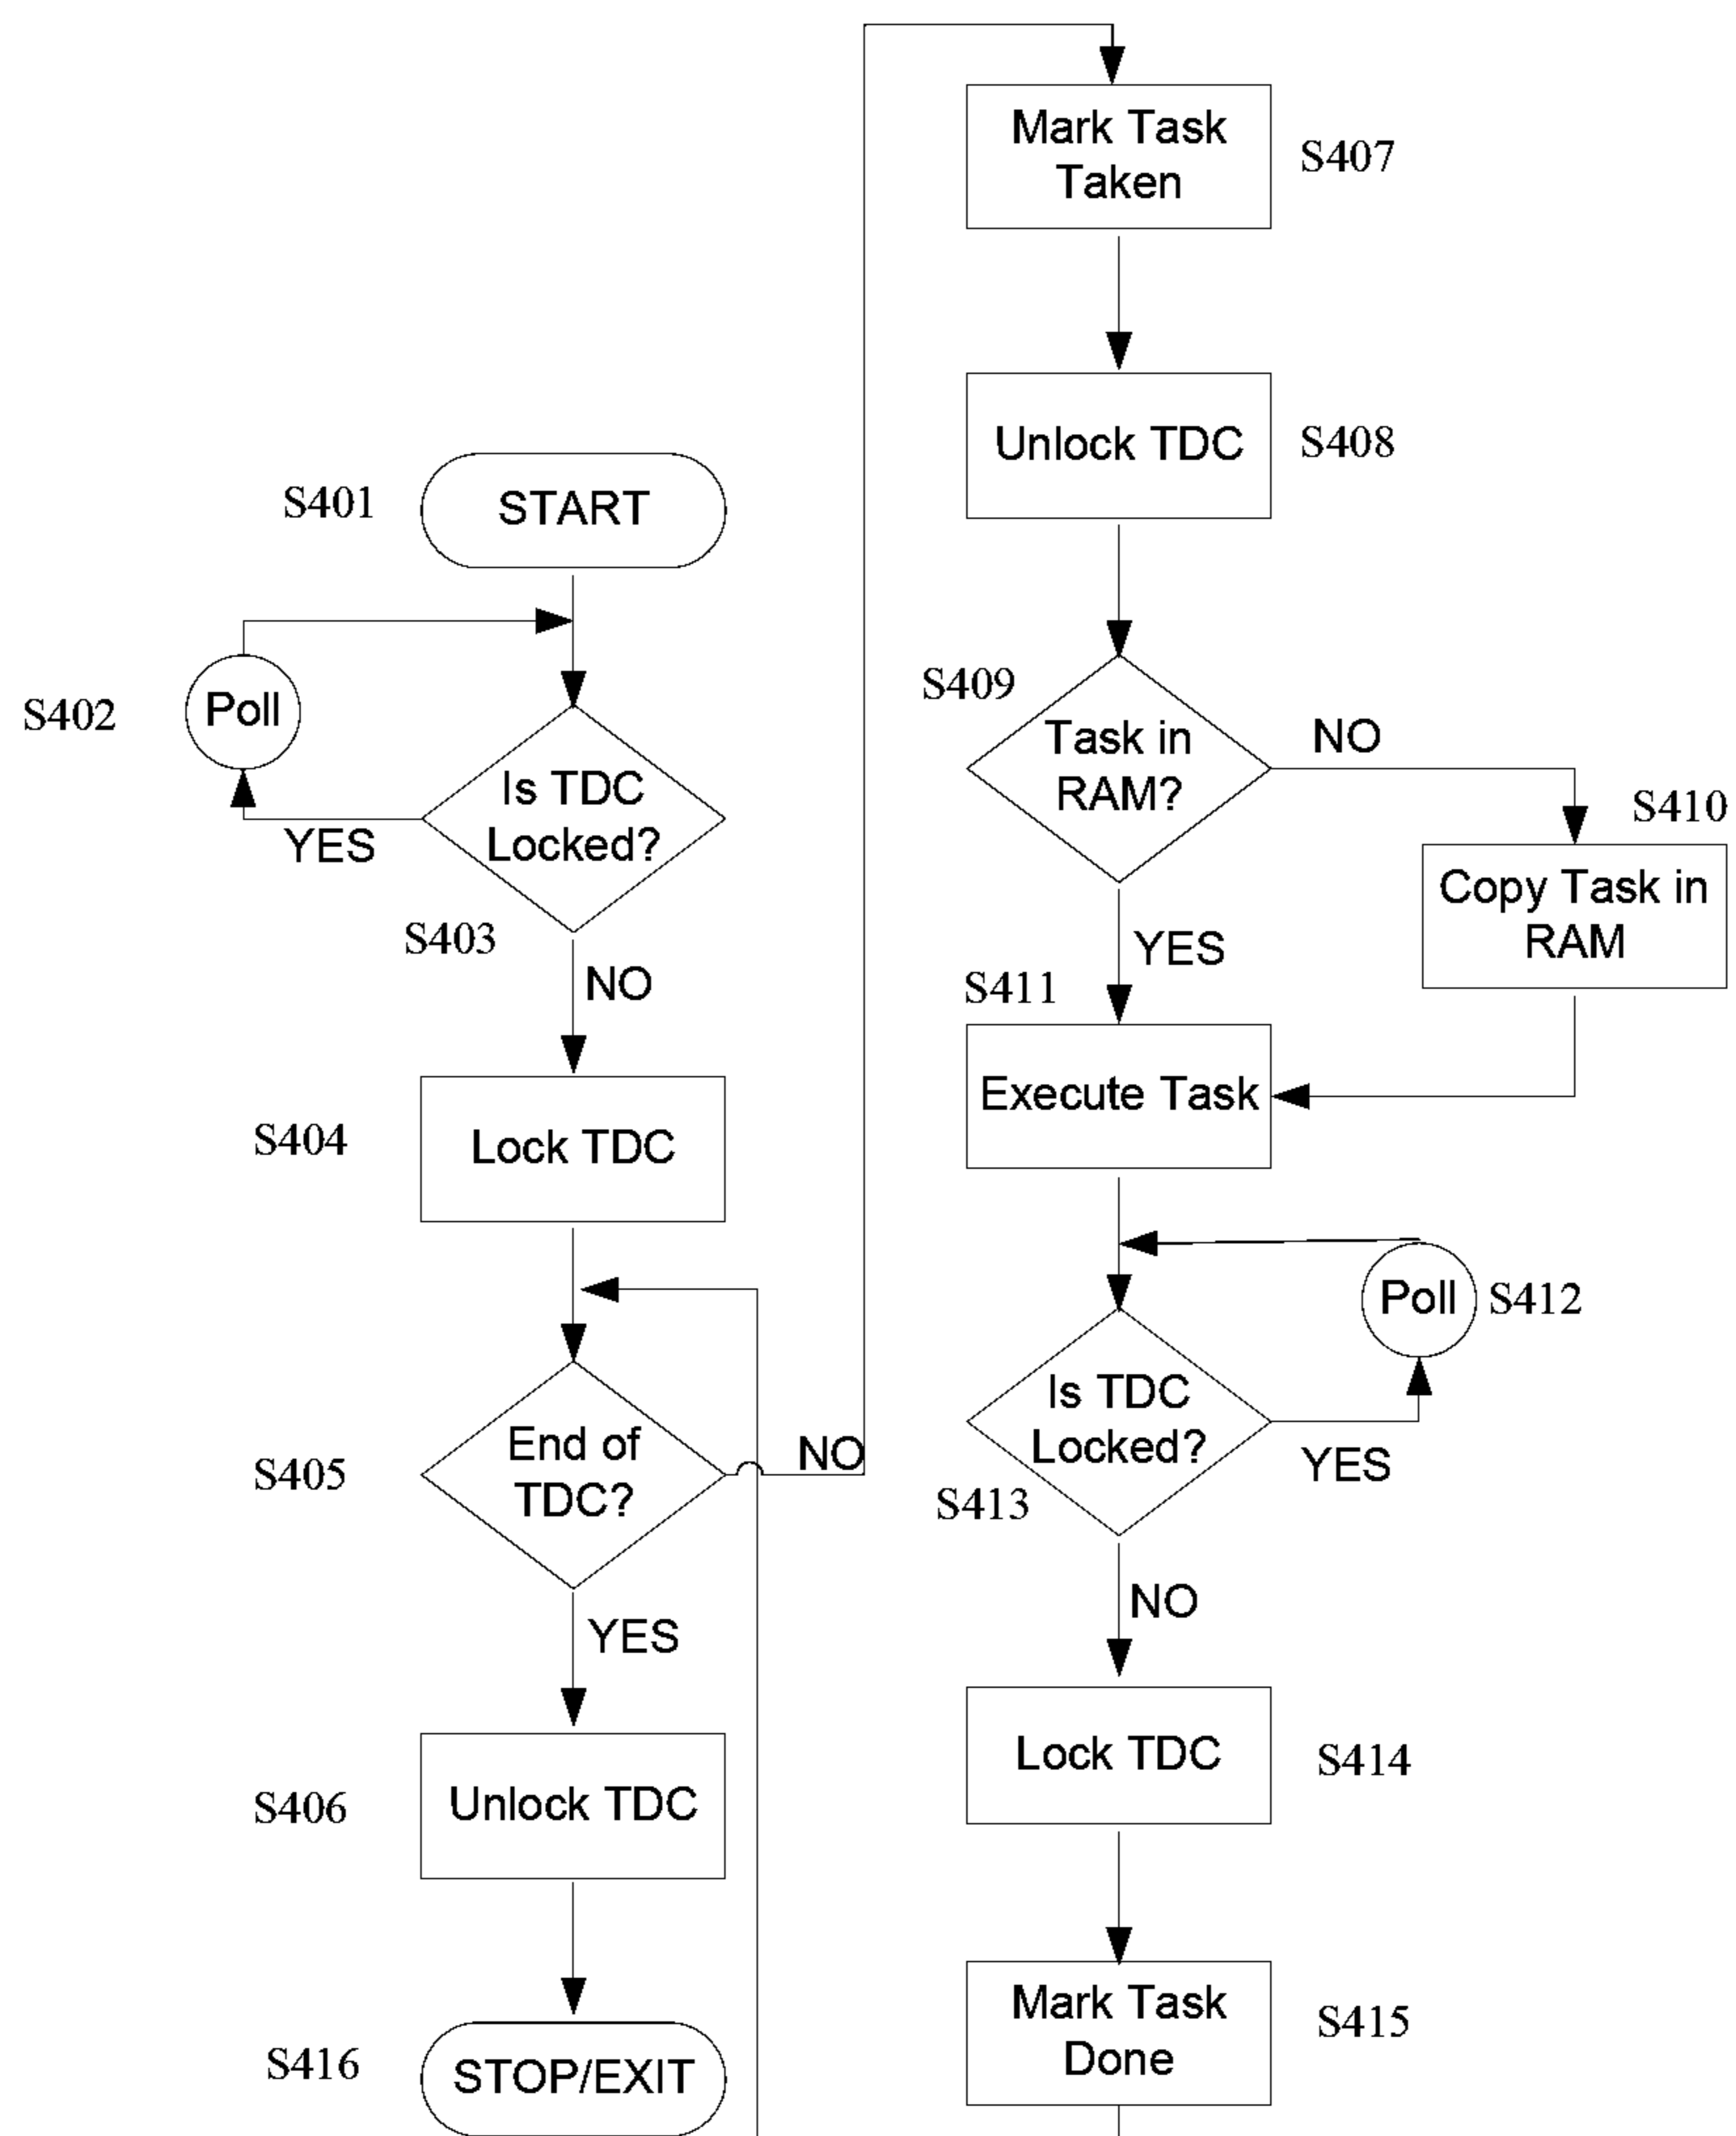 S401
START
S402
Poll
Is TDC
Locked?
YES
S403
NO
S404
Lock TDC
S405
End of
TDC?
NO
YES
S406
Unlock TDC
S416
STOP/EXIT
Mark Task
Taken
S407
Unlock TDC
S408
S409
Task in
RAM?
NO
S410
Copy Task in
RAM
YES
S411
Execute Task
Poll
S412
Is TDC
Locked?
YES
S413
NO
Lock TDC
S414
Mark Task
Done
S415